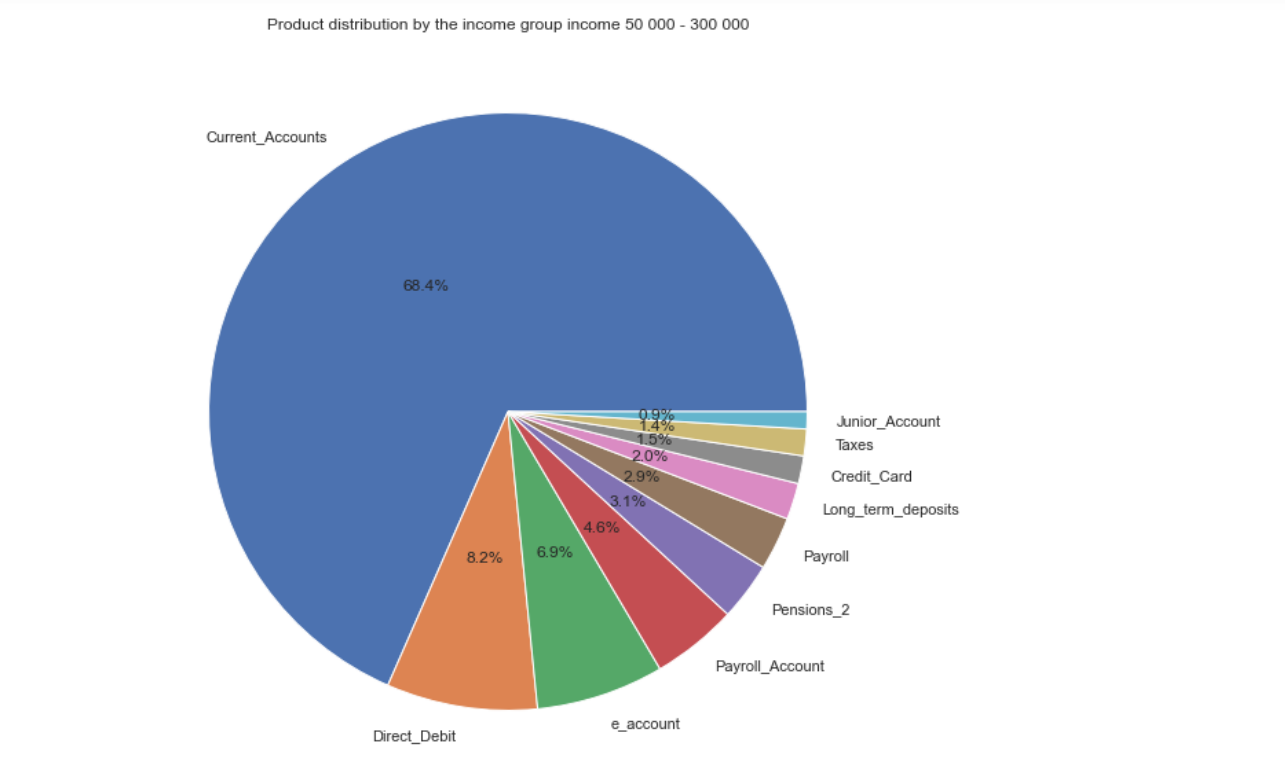 Product distribution by the income group income 50 000 - 300 000
Current_Accounts
68.4%
0.9%
Junior_Account
1.4%
Taxes
1.5%
Credit_Card
2.0%
Long_term_deposits
2.9%
Payroll
3.1%
Pensions_2
4.6%
Payroll_Account
6.9%
e_account
8.2%
Direct_Debit